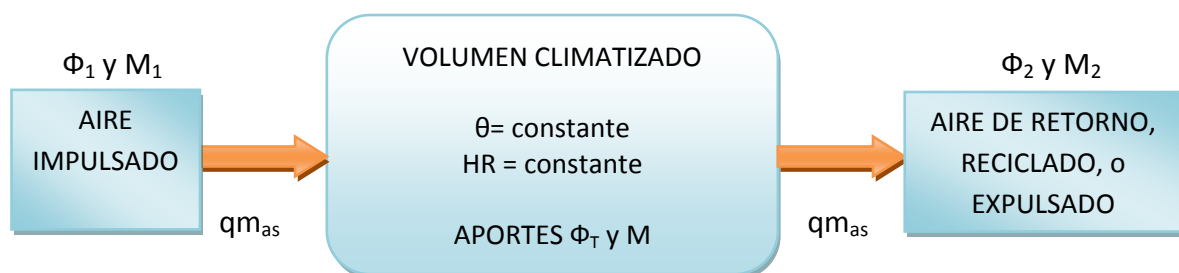 Φ₁ y M₁
AIRE
IMPULSADO
qmₐₛ
VOLUMEN CLIMATIZADO
θ= constante
HR = constante
APORTES Φ_T y M
qmₐₛ
Φ₂ y M₂
AIRE DE RETORNO,
RECICLADO, o
EXPULSADO